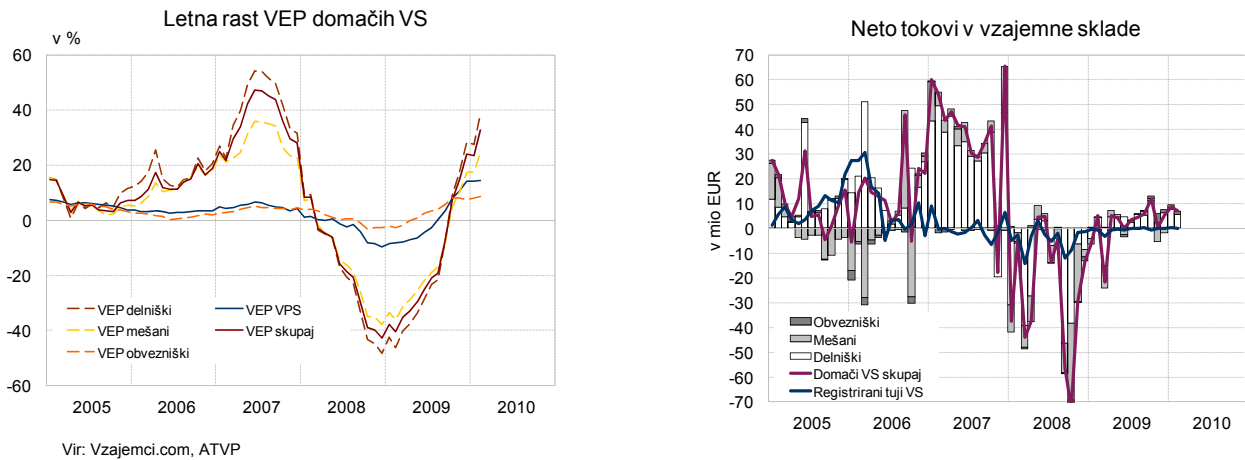 Letna rast VEP domačih VS
v %
60
40
20
0
-20
-40
-60
VEP delniški
VEP VPS
VEP mešani
VEP skupaj
VEP obvezniški
2005 2006 2007 2008 2009 2010
Vir: Vzajemci.com, ATVP
Neto tokovi v vzajemne sklade
v mio EUR
70
60
50
40
30
20
10
0
-10
-20
-30
-40
-50
-60
-70
Obvezniški
Mešani
Delniški
Domači VS skupaj
Registrirani tuji VS
2005 2006 2007 2008 2009 2010